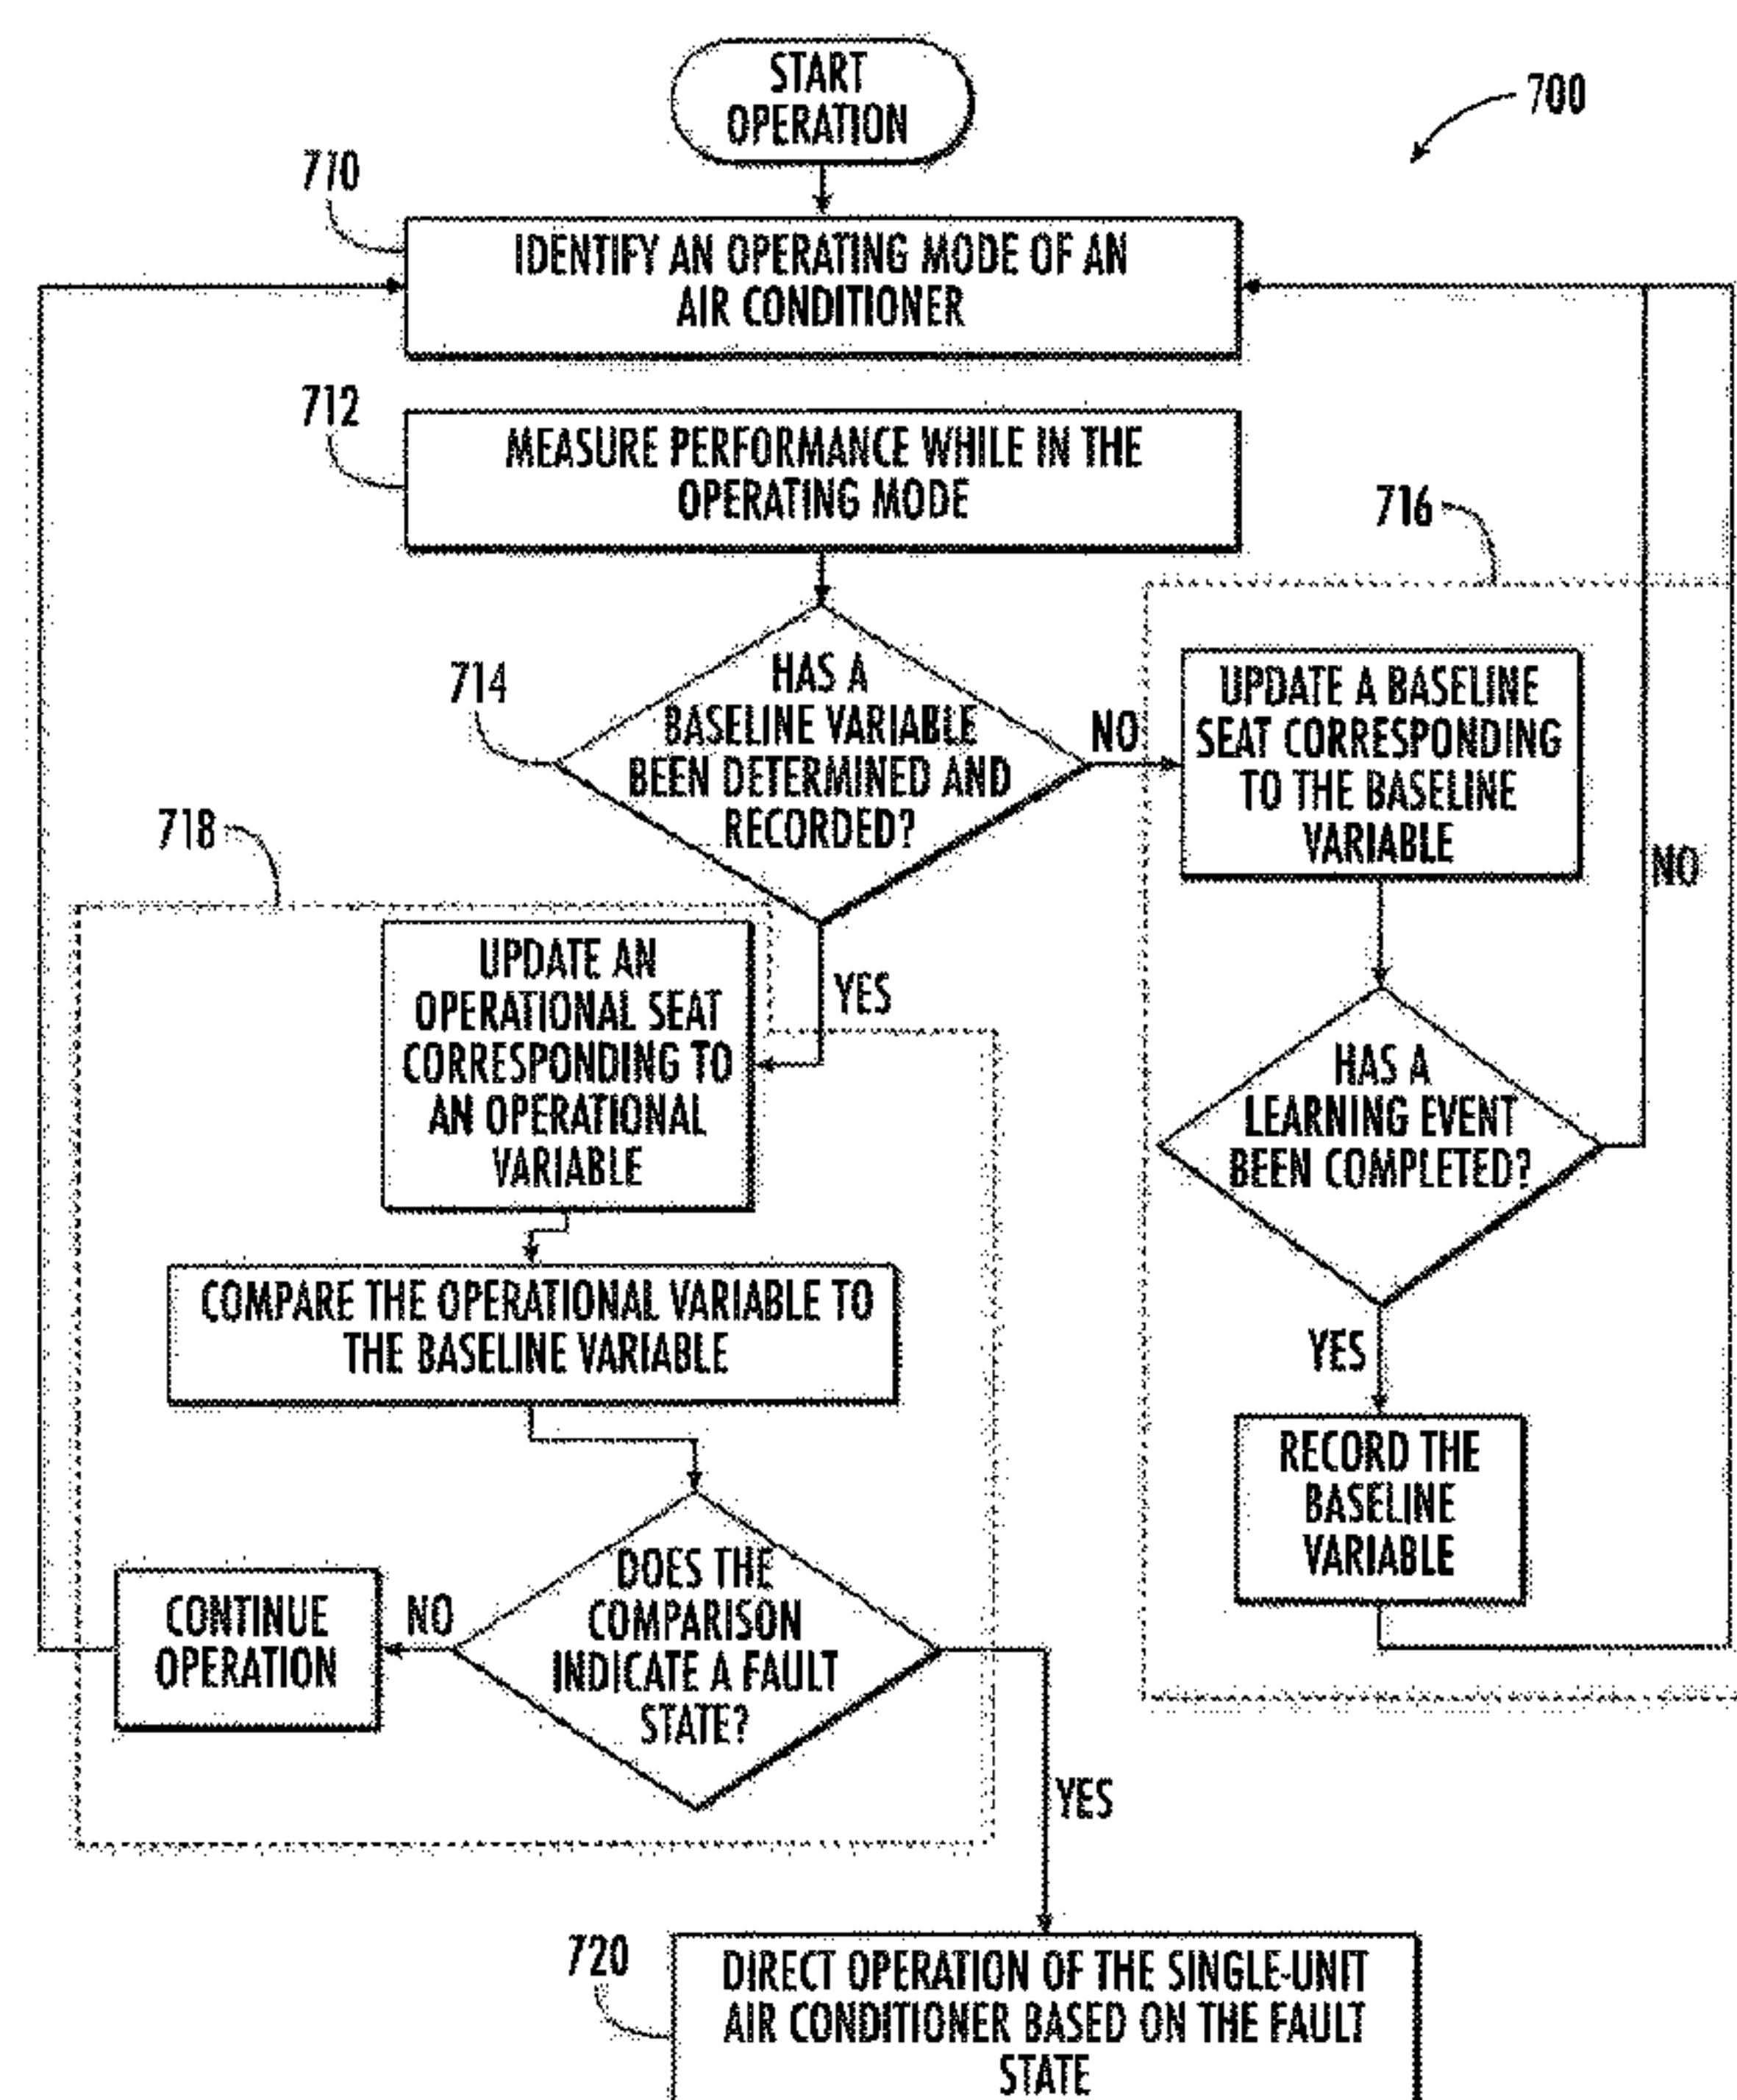 START
OPERATION
700
770
IDENTIFY AN OPERATING MODE OF AN
AIR CONDITIONER
712
MEASURE PERFORMANCE WHILE IN THE
OPERATING MODE
716
714
HAS A
BASELINE VARIABLE
BEEN DETERMINED AND
RECORDED?
NO
UPDATE A BASELINE
SEAT CORRESPONDING
TO THE BASELINE
VARIABLE
NO
718
YES
UPDATE AN
OPERATIONAL SEAT
CORRESPONDING TO
AN OPERATIONAL
VARIABLE
HAS A
LEARNING EVENT
BEEN COMPLETED?
COMPARE THE OPERATIONAL VARIABLE TO
THE BASELINE VARIABLE
YES
RECORD THE
BASELINE
VARIABLE
DOES THE
COMPARISON
INDICATE A FAULT
STATE?
NO
CONTINUE
OPERATION
YES
720
DIRECT OPERATION OF THE SINGLE-UNIT
AIR CONDITIONER BASED ON THE FAULT
STATE